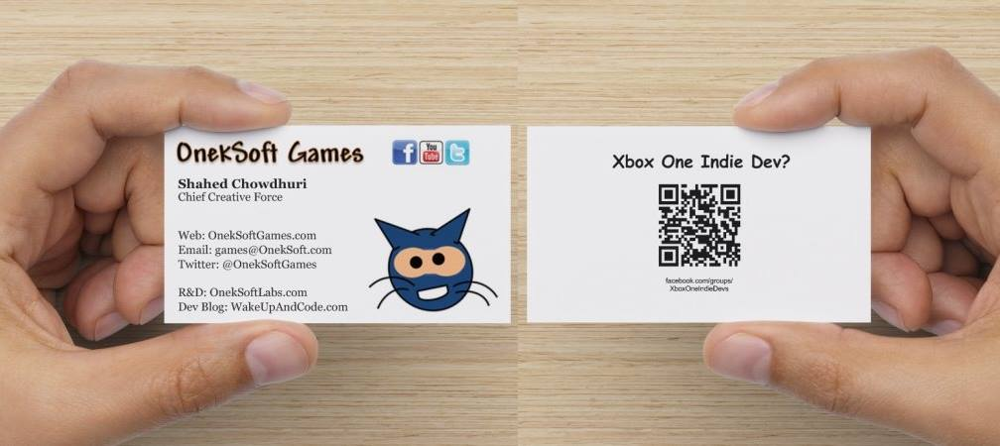 OnekSoft Games
f You Tube t
Shahed Chowdhuri
Chief Creative Force
Web: OnekSoftGames.com
Email: games@OnekSoft.com
Twitter: @OnekSoftGames
R&D: OnekSoftLabs.com
Dev Blog: WakeUpAndCode.com
Xbox One Indie Dev?
facebook.com/groups/
XboxOneIndieDevs